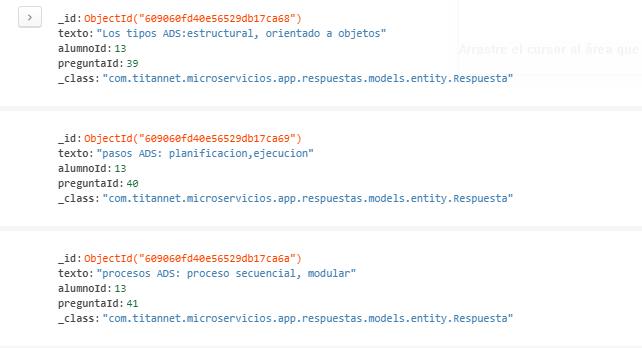 _id: ObjectId("609060fd40e56529db17ca68")
texto: "Los tipos ADS:estructural, orientado a objetos"
Arrastre el cursor al área que
alumnoId: 13
preguntaId: 39
_class: "com.titannet.microservicios.app.respuestas.models.entity.Respuesta"
_id: ObjectId("609060fd40e56529db17ca69")
texto: "pasos ADS: planificacion,ejecucion"
alumnoId: 13
preguntaId: 40
_class: "com.titannet.microservicios.app.respuestas.models.entity.Respuesta"
_id: ObjectId("609060fd40e56529db17ca6a")
texto: "procesos ADS: proceso secuencial, modular"
alumnoId: 13
preguntaId: 41
_class: "com.titannet.microservicios.app.respuestas.models.entity.Respuesta"